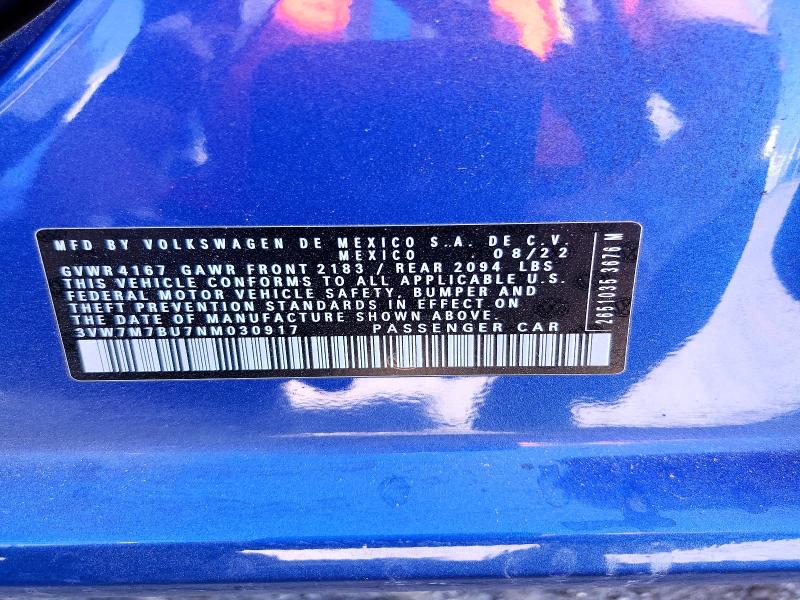 MFD BY VOLKSWAGEN DE MEXICO S.A. DE C.V.
MEXICO 08/22
GVWR 4167 GAWR FRONT 2183 / REAR 2094 LBS
THIS VEHICLE CONFORMS TO ALL APPLICABLE U.S.
FEDERAL MOTOR VEHICLE SAFETY, BUMPER AND
THEFT PREVENTION STANDARDS IN EFFECT ON
THE DATE OF MANUFACTURE SHOWN ABOVE.
3VW7M7BU7NM030917 PASSENGER CAR
2051035 3076 M